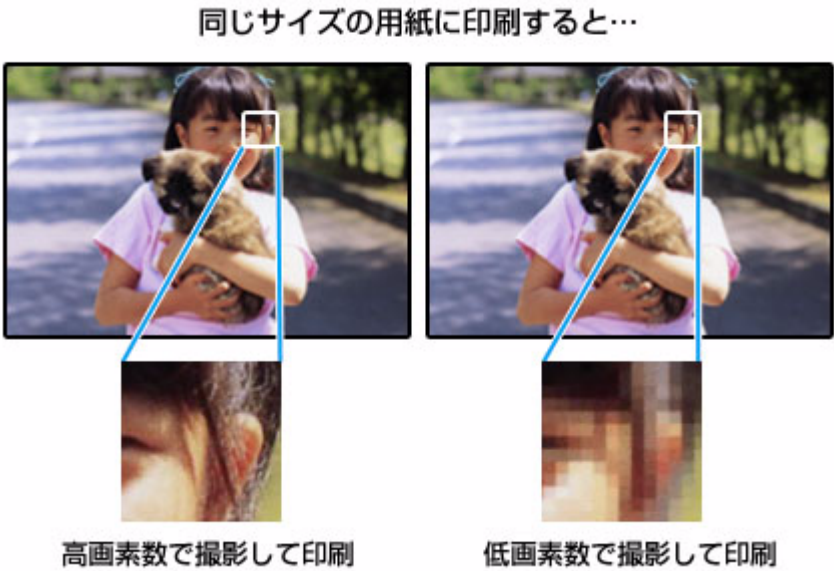 同じサイズの用紙に印刷すると…
高画素数で撮影して印刷
低画素数で撮影して印刷